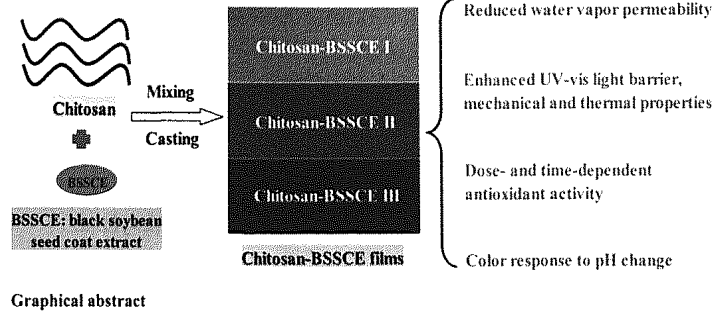 Chitosan
BSSCE
BSSCE: black soybean
seed coat extract
Mixing
Casting
Chitosan-BSSCE I
Chitosan-BSSCE II
Chitosan-BSSCE III
Chitosan-BSSCE films
Reduced water vapor permeability
Enhanced UV-vis light barrier,
mechanical and thermal properties
Dose- and time-dependent
antioxidant activity
Color response to pH change
Graphical abstract